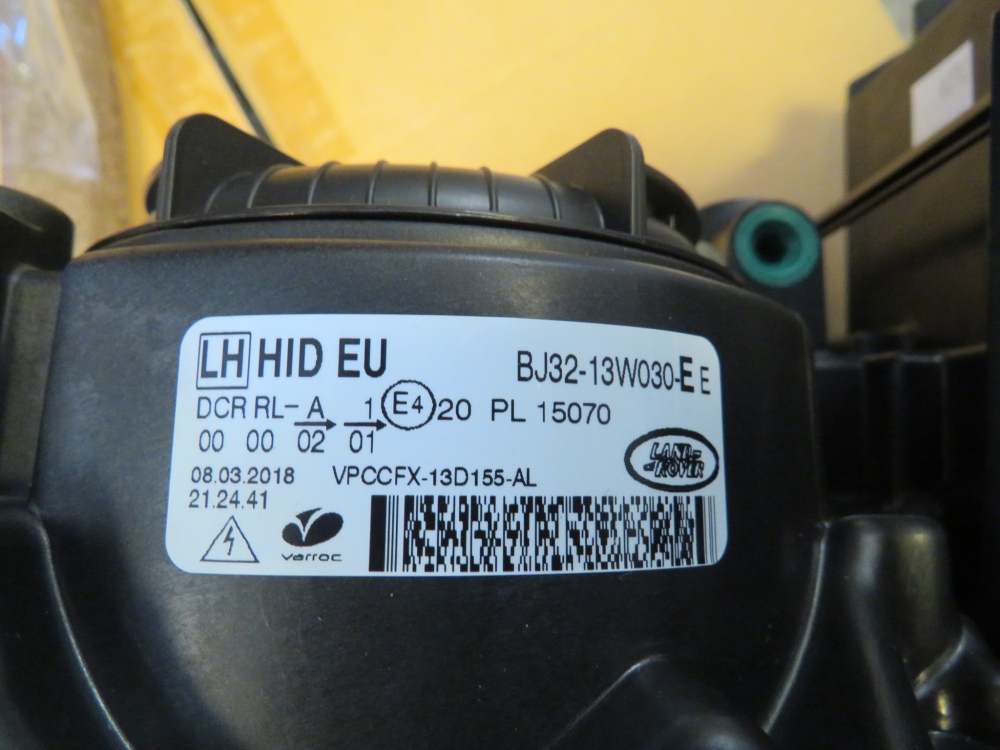 LH HID EU BJ32-13W030-E E
DCR RL- A 1 E4 20 PL 15070
00 00 02 01
LAND-
-ROVER
08.03.2018 VPCCFX-13D155-AL
21.24.41
varroc